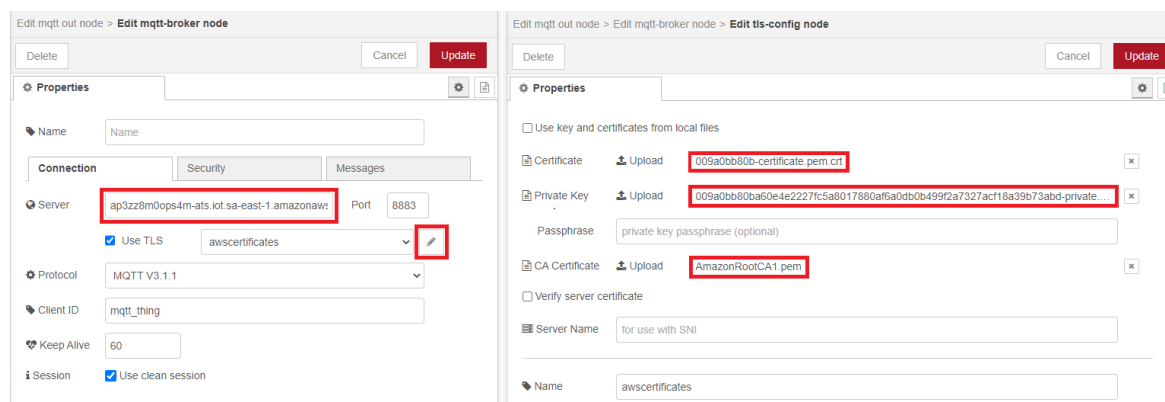 Edit mqtt out node > Edit mqtt-broker node
Delete
Cancel
Update
Properties
Name
Name
Connection
Security
Messages
Server
ap3zz8m0ops4m-ats.iot.sa-east-1.amazonaws
Port
8883
Use TLS
awscertificates
Protocol
MQTT V3.1.1
Client ID
mqtt_thing
Keep Alive
60
Session
Use clean session
Edit mqtt out node > Edit mqtt-broker node > Edit tls-config node
Delete
Cancel
Update
Properties
Use key and certificates from local files
Certificate
Upload
009a0bb80b-certificate.pem.crt
Private Key
Upload
009a0bb80ba60e4e2227fc5a8017880af6a0db0b499f2a7327acf18a39b73abd-private....
Passphrase
private key passphrase (optional)
CA Certificate
Upload
AmazonRootCA1.pem
Verify server certificate
Server Name
for use with SNI
Name
awscertificates